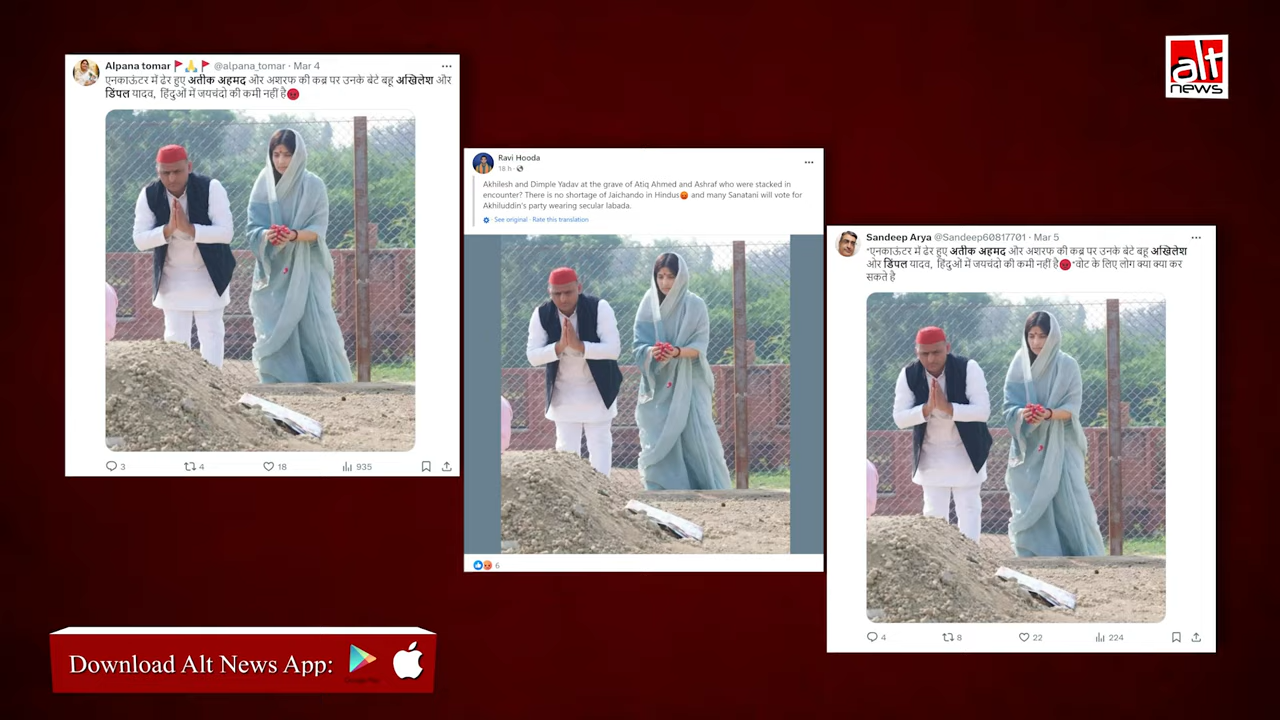 Alpana tomar @alpana_tomar · Mar 4
एनकाऊंटर में ढेर हुए अतीक अहमद और अशरफ की कब्र पर उनके बेटे बहू अखिलेश और
डिंपल यादव, हिंदुओं में जयचंदो की कमी नहीं है
3 4 18 935
Ravi Hooda
18 h ·
Akhilesh and Dimple Yadav at the grave of Atiq Ahmed and Ashraf who were stacked in
encounter? There is no shortage of Jaichando in Hindus and many Sanatani will vote for
Akhiluddin's party wearing secular labada.
See original · Rate this translation
6
Sandeep Arya @Sandeep60817701 · Mar 5
"एनकाऊंटर में ढेर हुए अतीक अहमद और अशरफ की कब्र पर उनके बेटे बहू अखिलेश
और डिंपल यादव, हिंदुओं में जयचंदो की कमी नहीं है "वोट के लिए लोग क्या क्या कर
सकते है
4 8 22 224
alt
news
Download Alt News App: